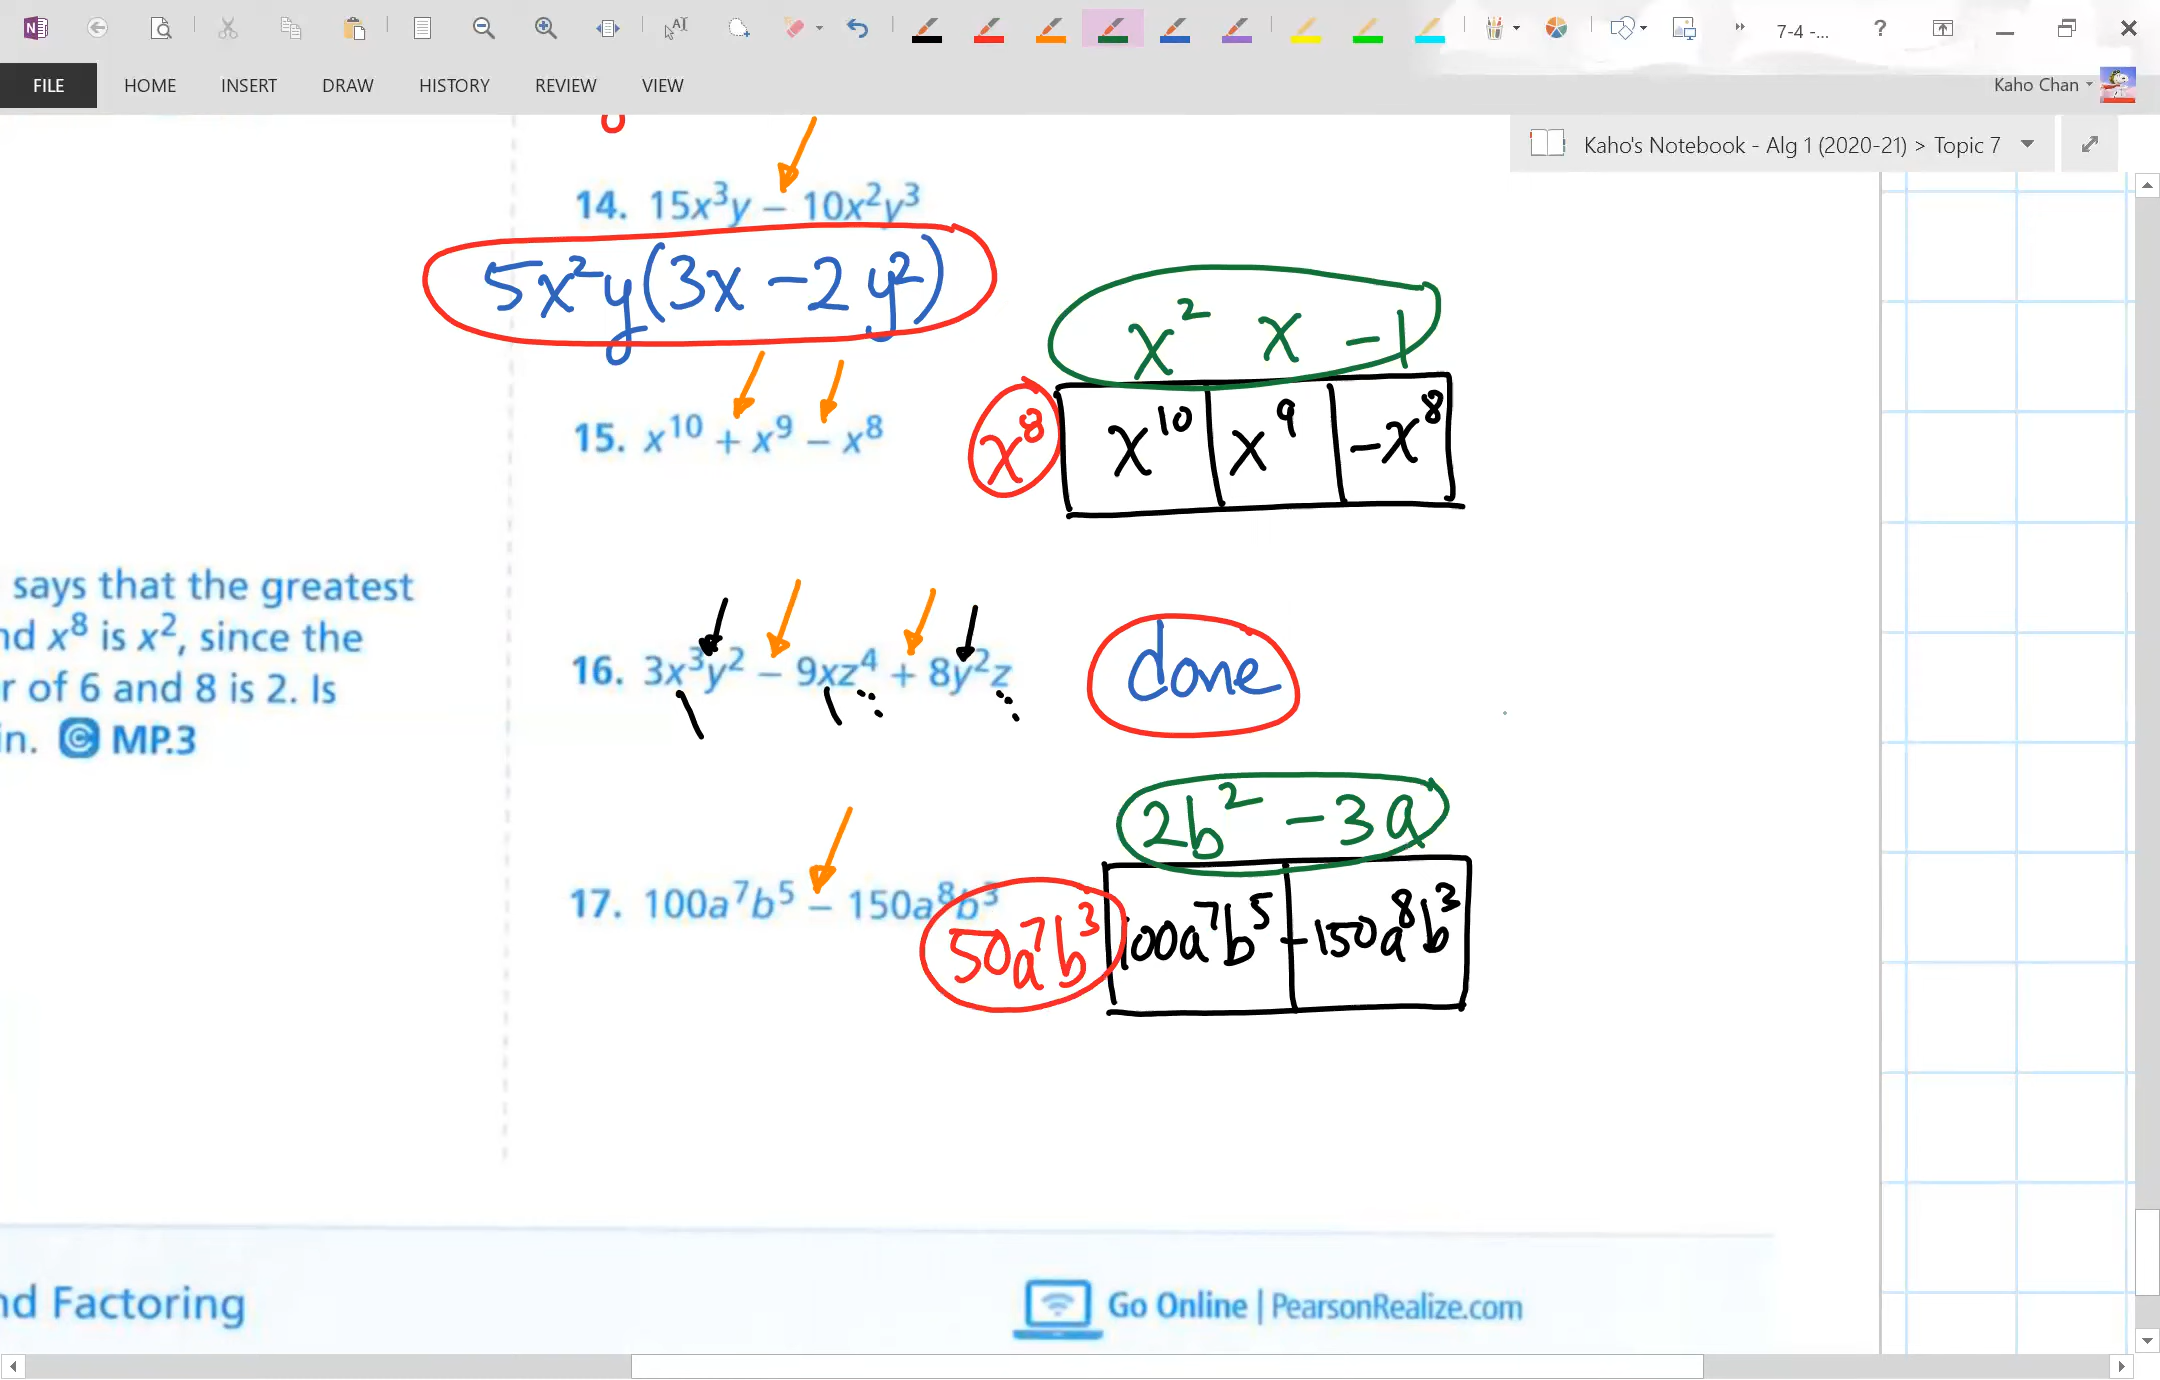 7-4 -...
?
FILE HOME INSERT DRAW HISTORY REVIEW VIEW
Kaho Chan
Kaho's Notebook - Alg 1 (2020-21) > Topic 7
14. 15x³y − 10x²y³
5x²y(3x − 2y²)
x² x −1
15. x¹⁰ + x⁹ − x⁸
x⁸ x¹⁰ x⁹ −x⁸
says that the greatest
nd x⁸ is x², since the
r of 6 and 8 is 2. Is
in. C MP.3
16. 3x³y² − 9xz⁴ + 8y²z
done
2b² − 3a
17. 100a⁷b⁵ − 150a⁸b³
50a⁷b³ 100a⁷b⁵ −150a⁸b³
nd Factoring
Go Online | PearsonRealize.com